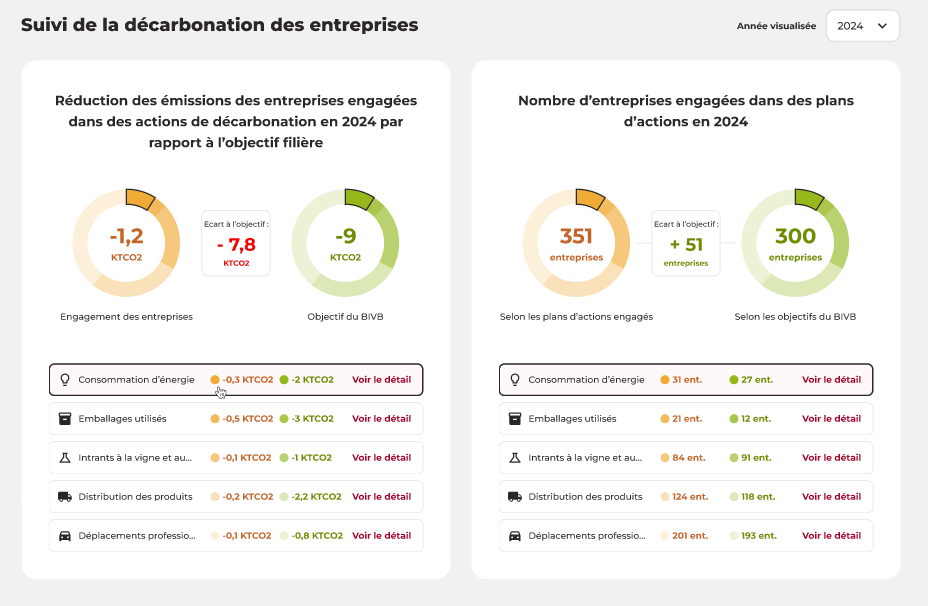 Suivi de la décarbonation des entreprises
Année visualisée
2024
Réduction des émissions des entreprises engagées
dans des actions de décarbonation en 2024 par
rapport à l’objectif filière
-1,2
KTCO2
Ecart à l’objectif :
- 7,8
KTCO2
-9
KTCO2
Engagement des entreprises
Objectif du BIVB
Consommation d’énergie -0,3 KTCO2 -2 KTCO2 Voir le détail
Emballages utilisés -0,5 KTCO2 -3 KTCO2 Voir le détail
Intrants à la vigne et au... -0,1 KTCO2 -1 KTCO2 Voir le détail
Distribution des produits -0,2 KTCO2 -2,2 KTCO2 Voir le détail
Déplacements professio... -0,1 KTCO2 -0,8 KTCO2 Voir le détail
Nombre d’entreprises engagées dans des plans
d’actions en 2024
351
entreprises
Ecart à l’objectif :
+ 51
entreprises
300
entreprises
Selon les plans d’actions engagés
Selon les objectifs du BIVB
Consommation d’énergie 31 ent. 27 ent. Voir le détail
Emballages utilisés 21 ent. 12 ent. Voir le détail
Intrants à la vigne et au... 84 ent. 91 ent. Voir le détail
Distribution des produits 124 ent. 118 ent. Voir le détail
Déplacements professio... 201 ent. 193 ent. Voir le détail